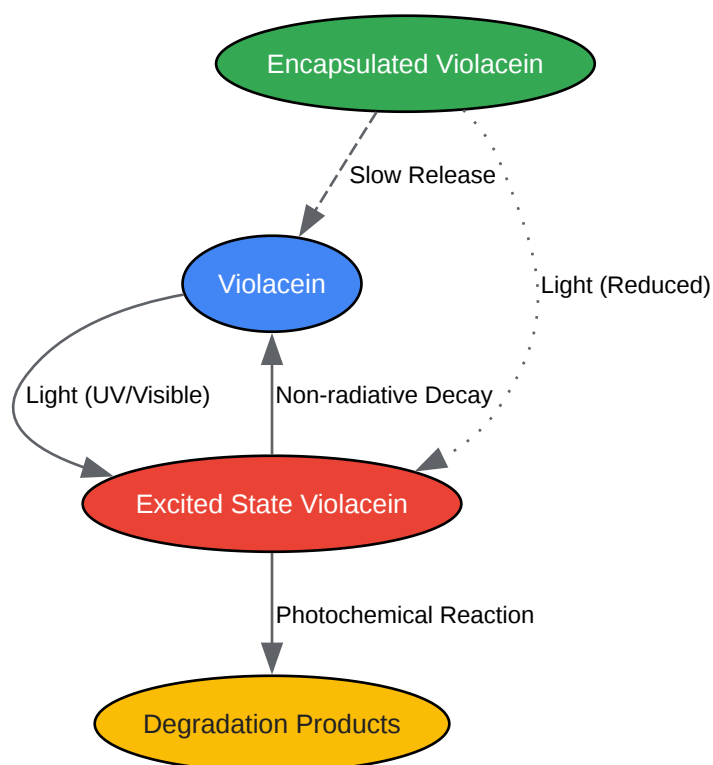 Encapsulated Violacein
Slow Release
Violacein
Light (Reduced)
Light (UV/Visible)
Non-radiative Decay
Excited State Violacein
Photochemical Reaction
Degradation Products